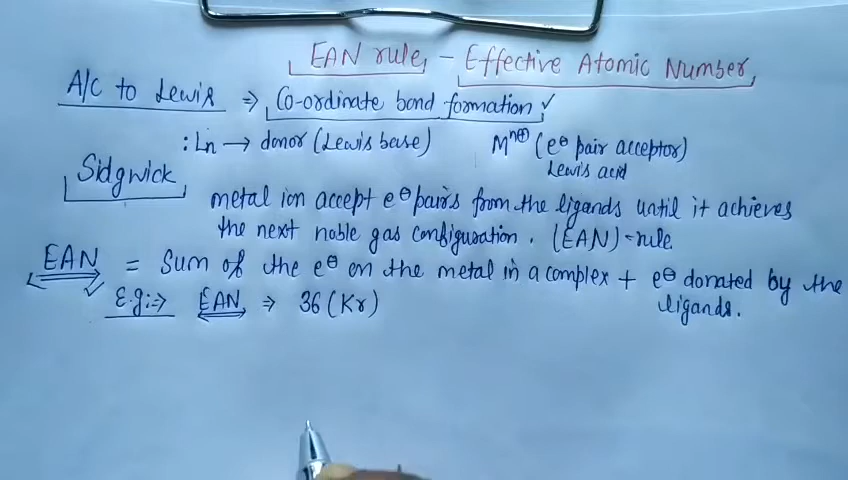 EAN rule, - Effective Atomic Number,
A/c to Lewis ⇒ Co-ordinate bond formation ✓
:Ln → donor (Lewis base) Mⁿ⊕ (e⊖ pair acceptor)
Lewis acid
Sidgwick,
metal ion accept e⊖ pairs from the ligands until it achieves
the next noble gas configuration. (EAN)-rule
EAN = Sum of the e⊖ on the metal in a complex + e⊖ donated by the
ligands.
E.g:⇒ EAN ⇒ 36 (Kr)